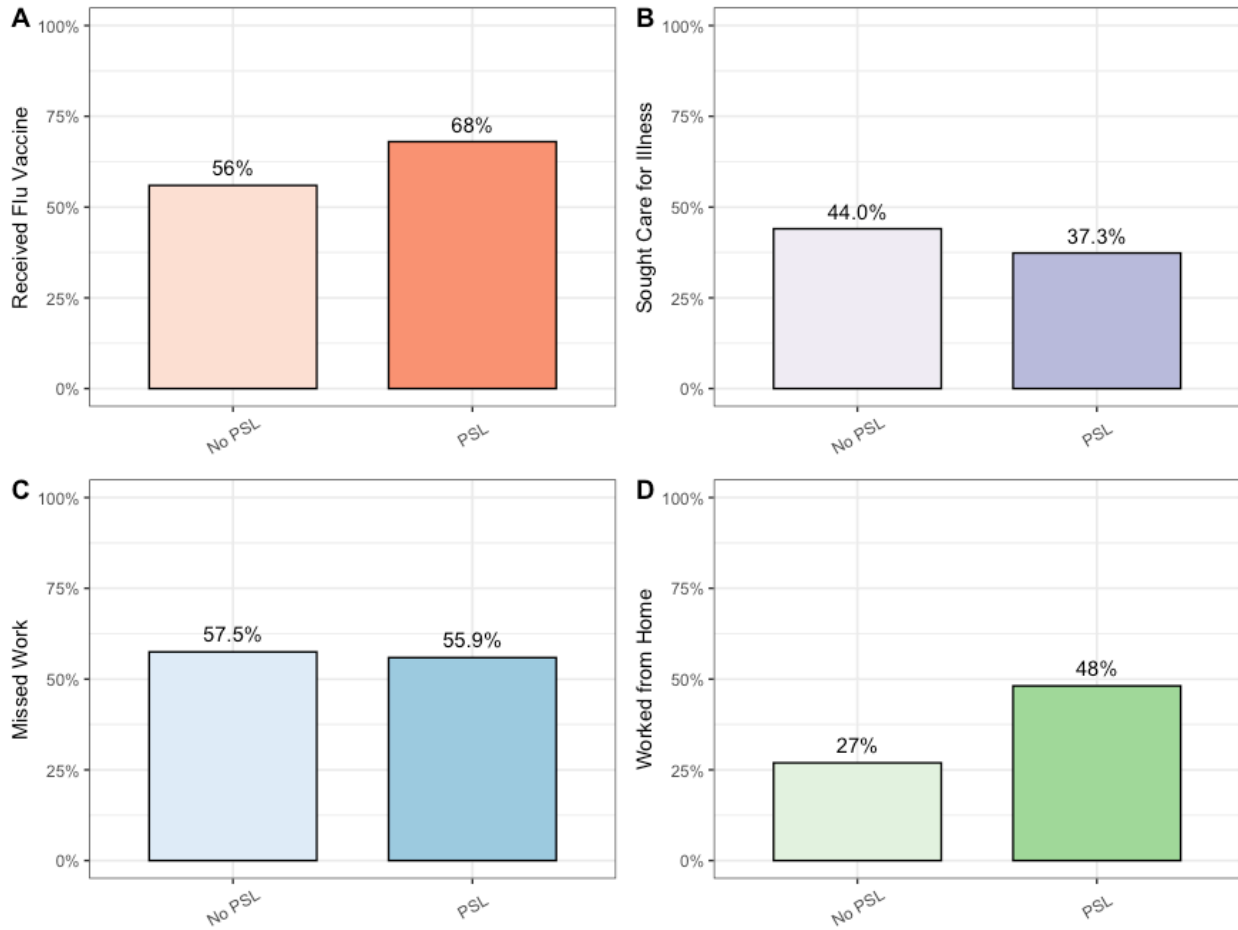 A
Received Flu Vaccine
100%
75%
50%
25%
0%
56%
68%
No PSL
PSL
B
Sought Care for Illness
100%
75%
50%
25%
0%
44.0%
37.3%
No PSL
PSL
C
Missed Work
100%
75%
50%
25%
0%
57.5%
55.9%
No PSL
PSL
D
Worked from Home
100%
75%
50%
25%
0%
27%
48%
No PSL
PSL